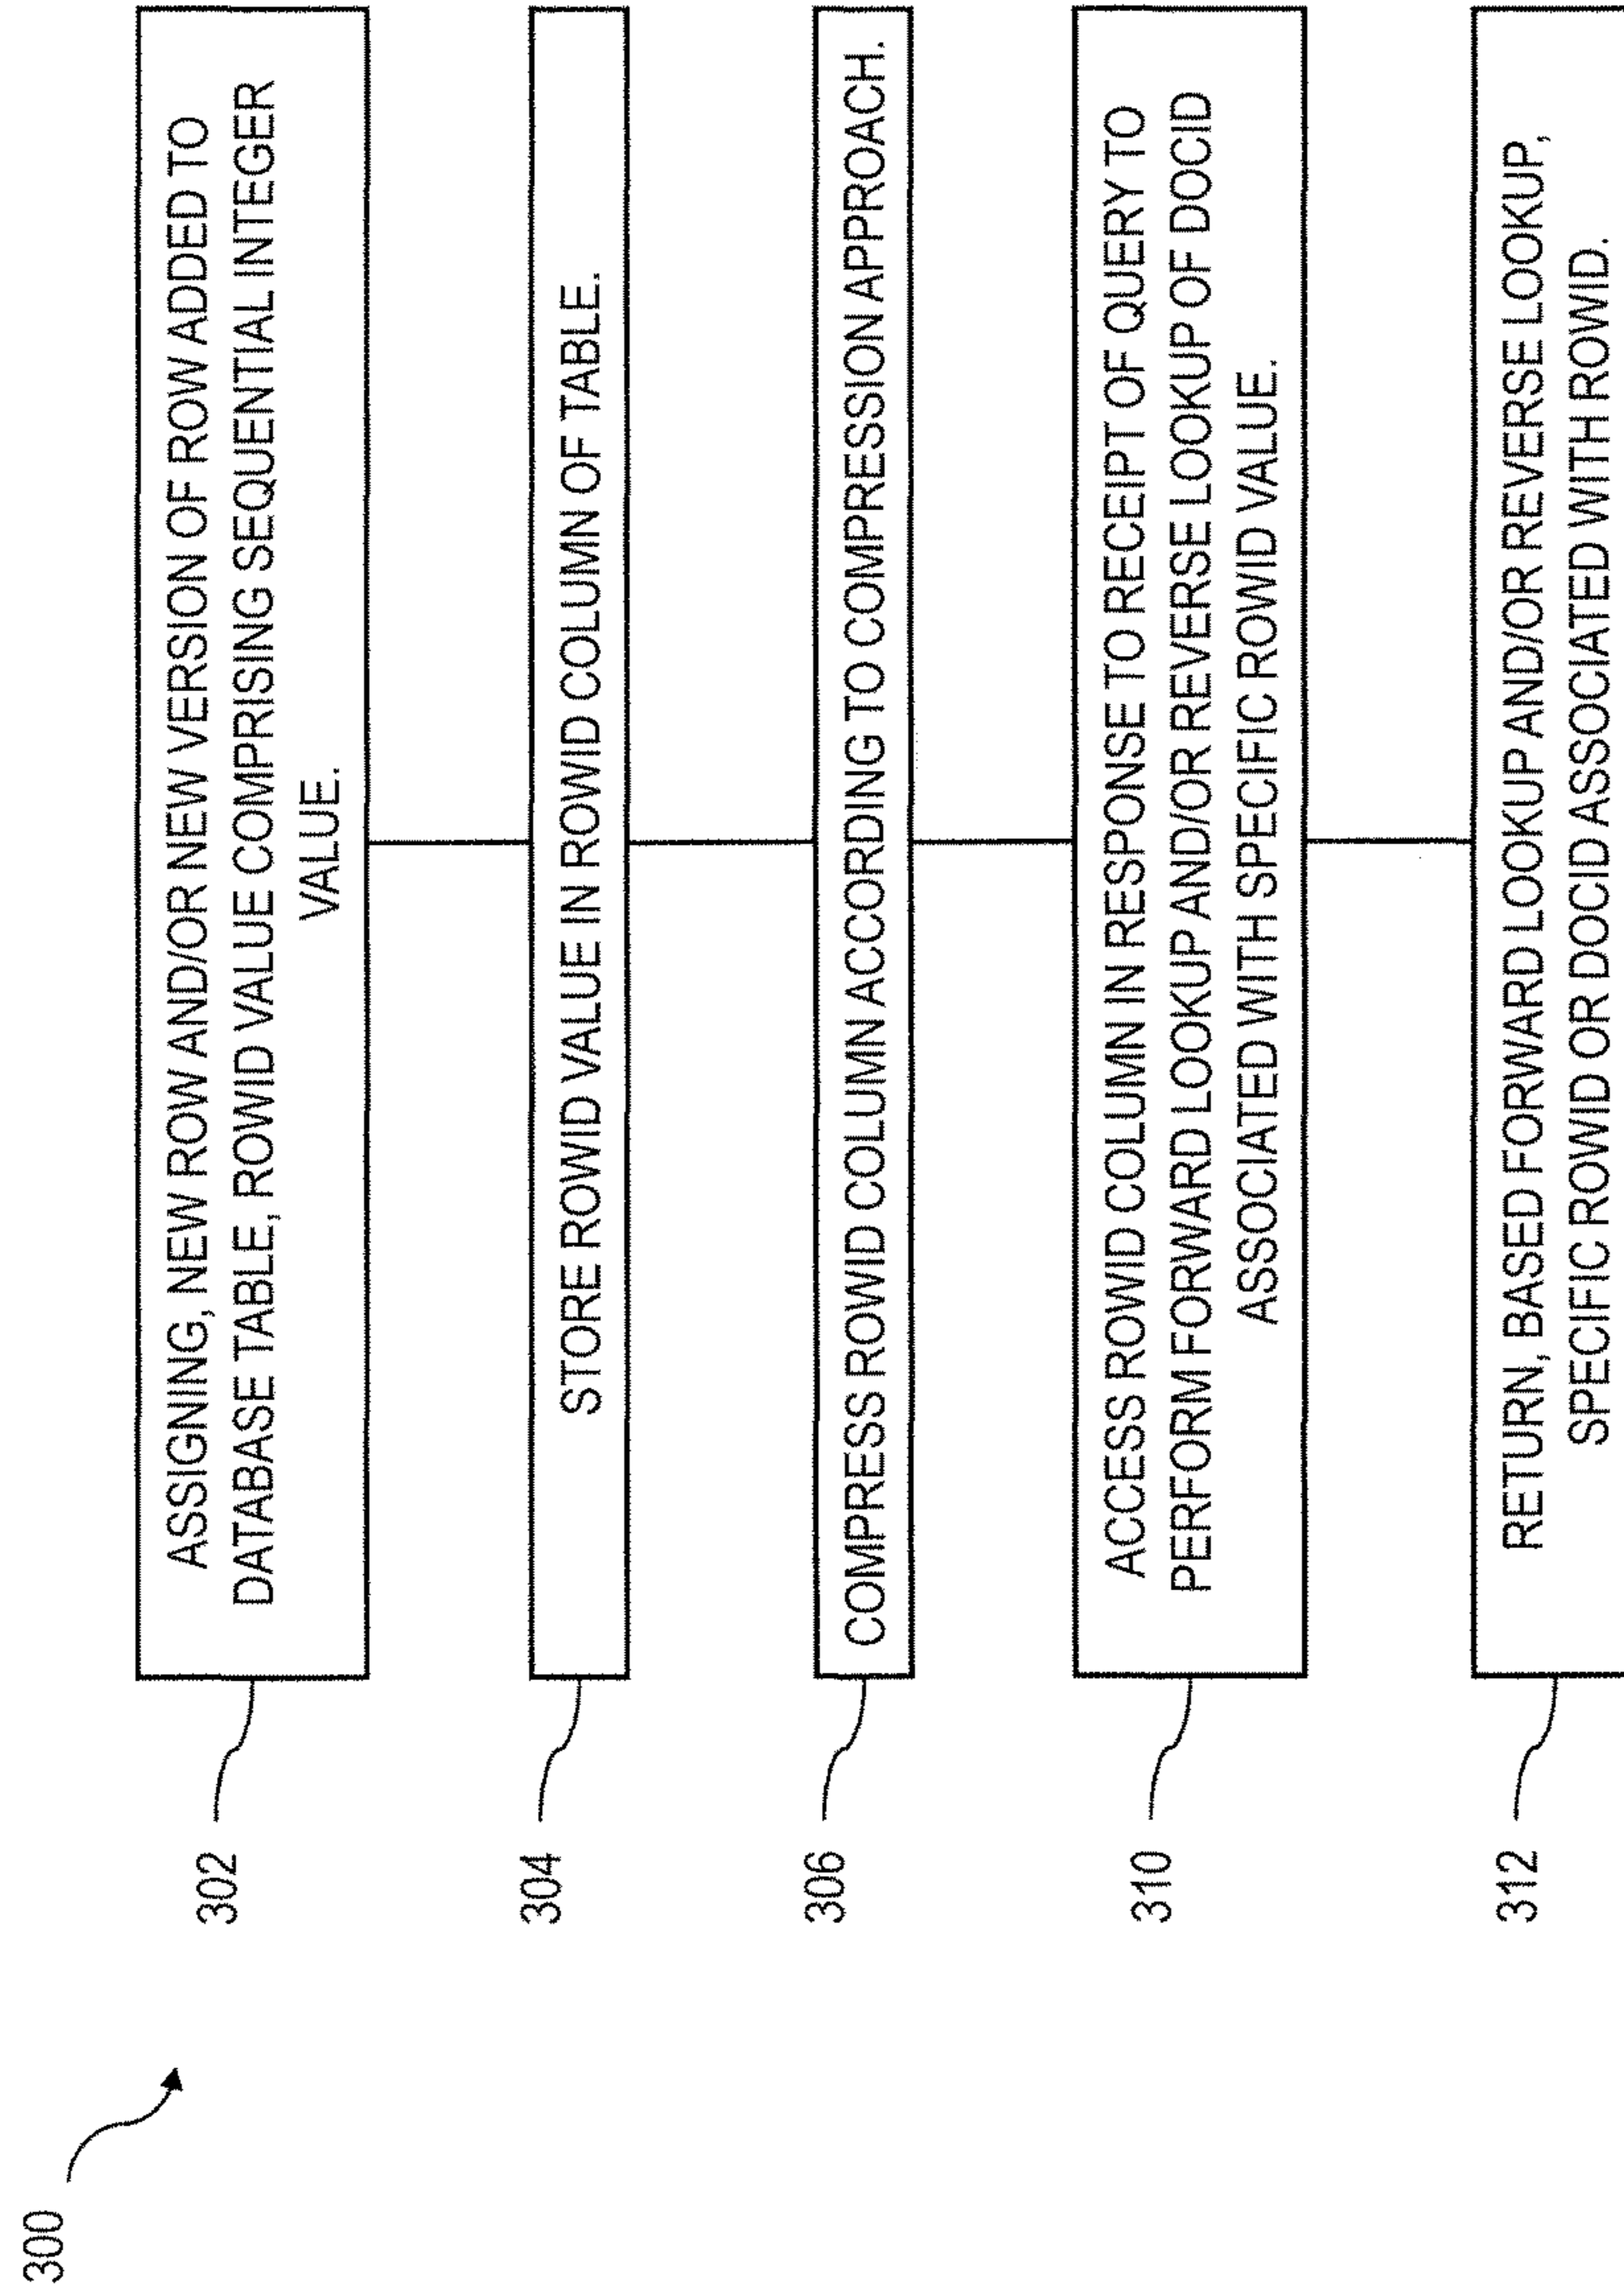 300
302
ASSIGNING, NEW ROW AND/OR NEW VERSION OF ROW ADDED TO
DATABASE TABLE, ROWID VALUE COMPRISING SEQUENTIAL INTEGER
VALUE.
304
STORE ROWID VALUE IN ROWID COLUMN OF TABLE.
306
COMPRESS ROWID COLUMN ACCORDING TO COMPRESSION APPROACH.
310
ACCESS ROWID COLUMN IN RESPONSE TO RECEIPT OF QUERY TO
PERFORM FORWARD LOOKUP AND/OR REVERSE LOOKUP OF DOCID
ASSOCIATED WITH SPECIFIC ROWID VALUE.
312
RETURN, BASED FORWARD LOOKUP AND/OR REVERSE LOOKUP,
SPECIFIC ROWID OR DOCID ASSOCIATED WITH ROWID.